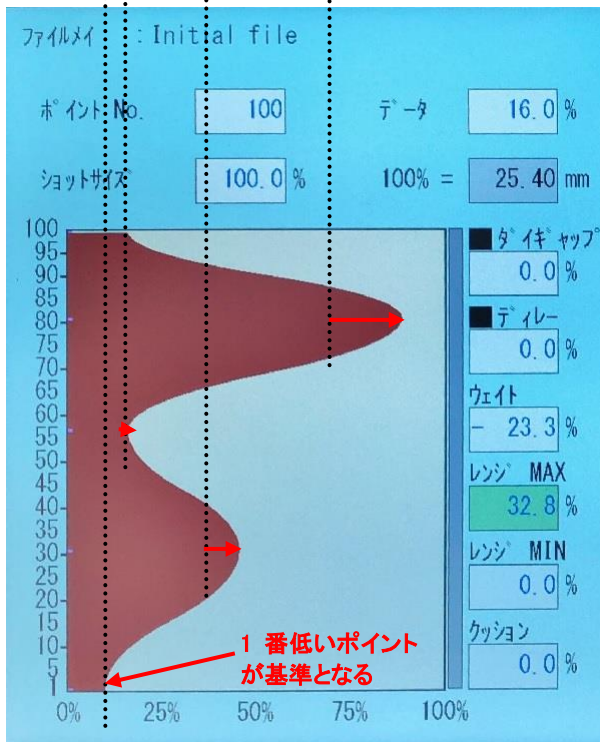 ファイルメイ : Initial file
ポイント No. 100 データ 16.0 %
ショットサイズ 100.0 % 100% = 25.40 mm
100
95
90
85
80
75
70
65
60
55
50
45
40
35
30
25
20
15
10
5
1
0% 25% 50% 75% 100%
ダイギャップ
0.0 %
ディレー
0.0 %
ウェイト
- 23.3 %
レンジ MAX
32.8 %
レンジ MIN
0.0 %
クッション
0.0 %
1 番低いポイント
が基準となる